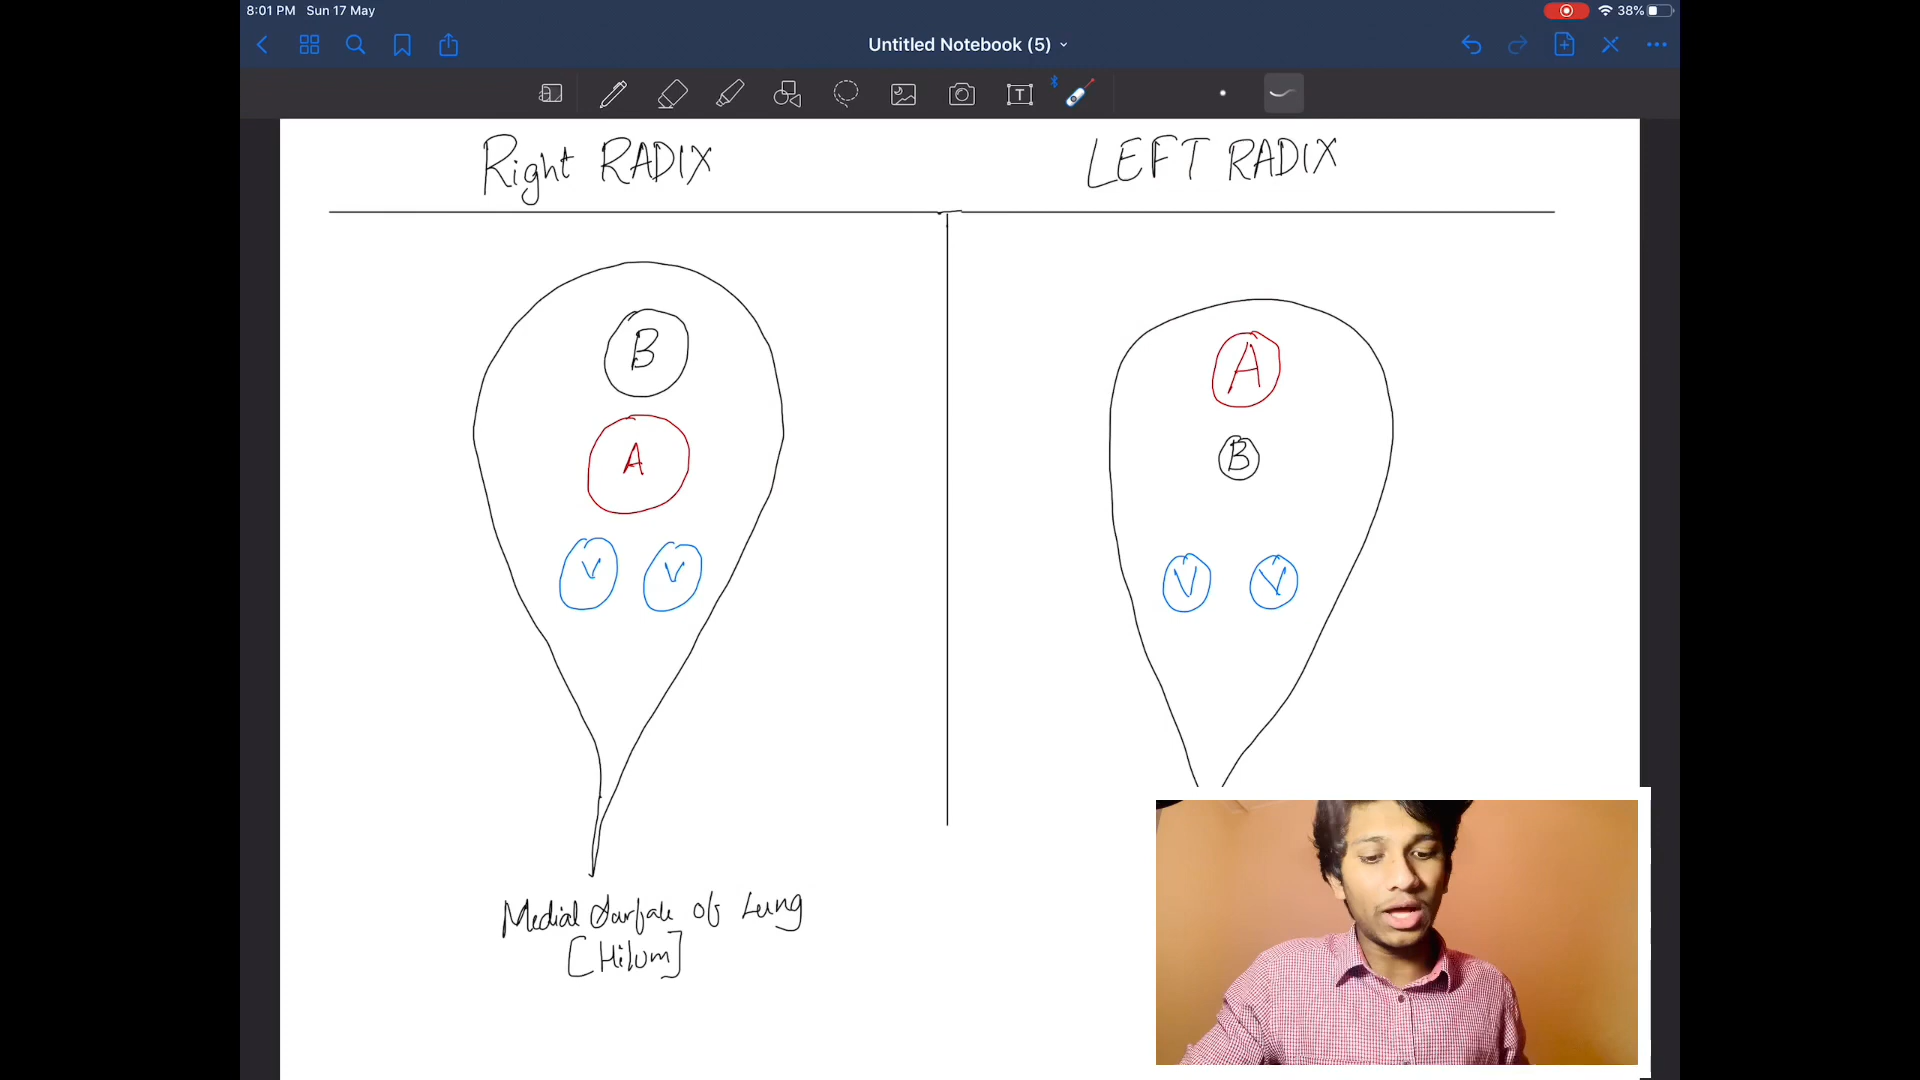 8:01 PM Sun 17 May
38%
Untitled Notebook (5)
T
Right RADIX
LEFT RADIX
B
A
V V
A
B
V V
Medial Surface of Lung
[Hilum]